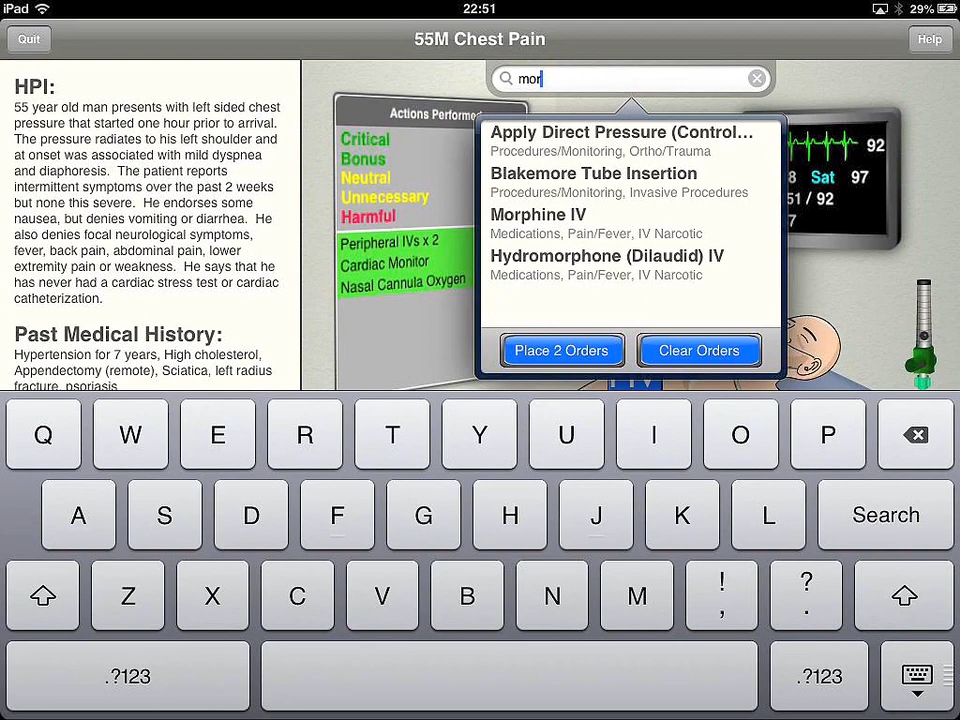 iPad
22:51
29%
Quit
55M Chest Pain
Help
HPI:
55 year old man presents with left sided chest
pressure that started one hour prior to arrival.
The pressure radiates to his left shoulder and
at onset was associated with mild dyspnea
and diaphoresis. The patient reports
intermittent symptoms over the past 2 weeks
but none this severe. He endorses some
nausea, but denies vomiting or diarrhea. He
also denies focal neurological symptoms,
fever, back pain, abdominal pain, lower
extremity pain or weakness. He says that he
has never had a cardiac stress test or cardiac
catheterization.
Past Medical History:
Hypertension for 7 years, High cholesterol,
Appendectomy (remote), Sciatica, left radius
fracture, psoriasis
Actions Performed
Critical
Bonus
Neutral
Unnecessary
Harmful
Peripheral IVs x 2
Cardiac Monitor
Nasal Cannula Oxygen
mor
Apply Direct Pressure (Control...
Procedures/Monitoring, Ortho/Trauma
Blakemore Tube Insertion
Procedures/Monitoring, Invasive Procedures
Morphine IV
Medications, Pain/Fever, IV Narcotic
Hydromorphone (Dilaudid) IV
Medications, Pain/Fever, IV Narcotic
Place 2 Orders
Clear Orders
92
8 Sat 97
51 / 92
7
Q W E R T Y U I O P
A S D F G H J K L Search
Z X C V B N M ! , ? .
.?123 .?123